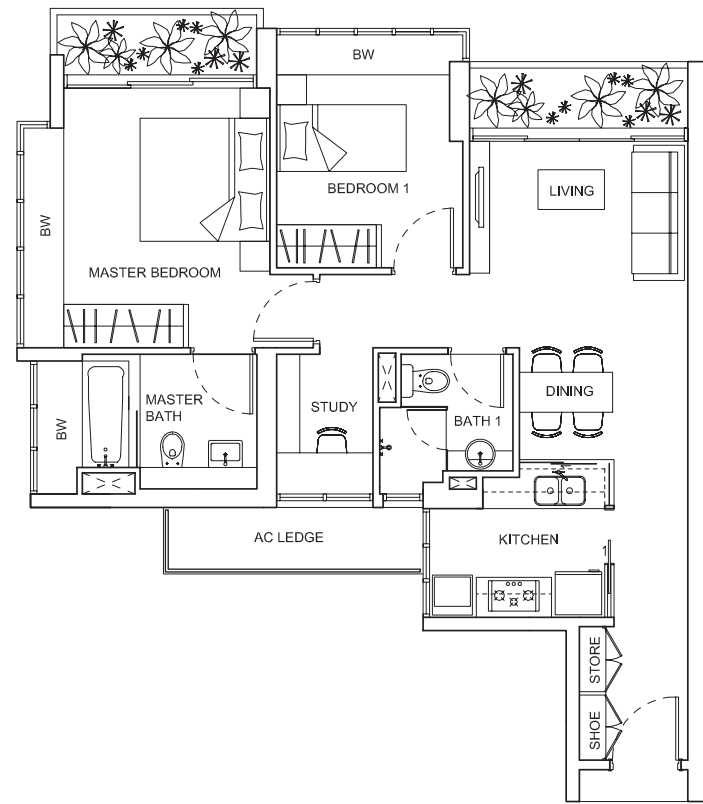 BW
BEDROOM 1
LIVING
BW
MASTER BEDROOM
MASTER
BATH
STUDY
DINING
BATH 1
BW
AC LEDGE
KITCHEN
1
STORE
SHOE